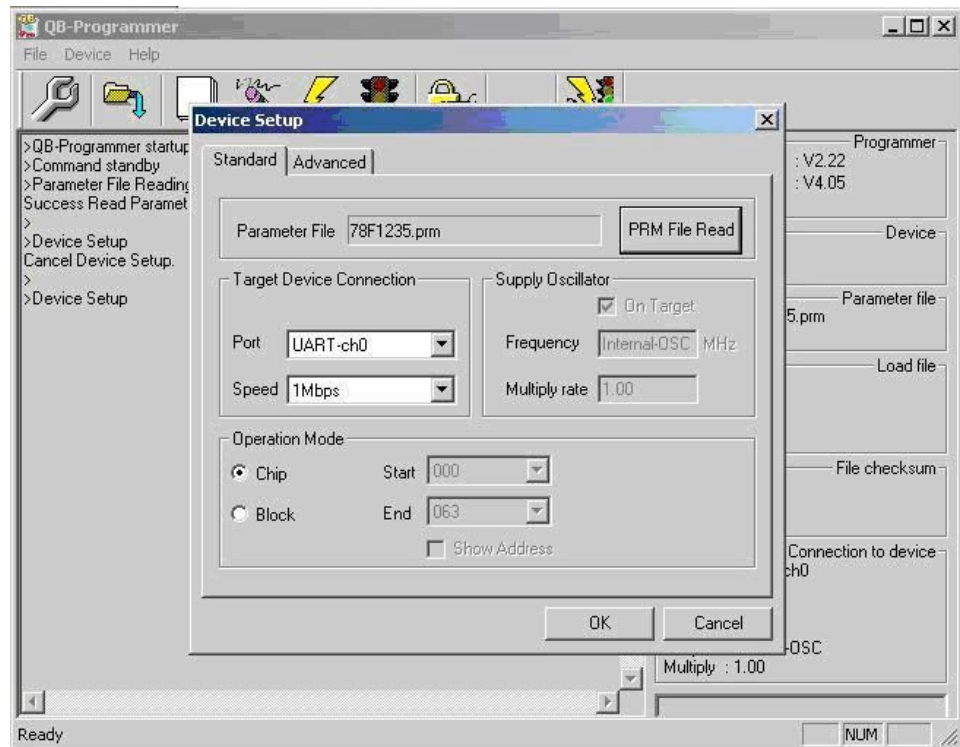 QB-Programmer
File Device Help
Device Setup
Standard Advanced
Parameter File 78F1235.prm PRM File Read
Target Device Connection
Port UART-ch0
Speed 1Mbps
Supply Oscillator
On Target
Frequency Internal-OSC MHz
Multiply rate 1.00
Operation Mode
Chip Start 000
Block End 063
Show Address
OK Cancel
>QB-Programmer startup
>Command standby
>Parameter File Reading
Success Read Paramet
>
>Device Setup
Cancel Device Setup.
>
>Device Setup
Programmer
: V2.22
: V4.05
Device
Parameter file
5.prm
Load file
File checksum
Connection to device
ch0
-OSC
Multiply : 1.00
Ready NUM